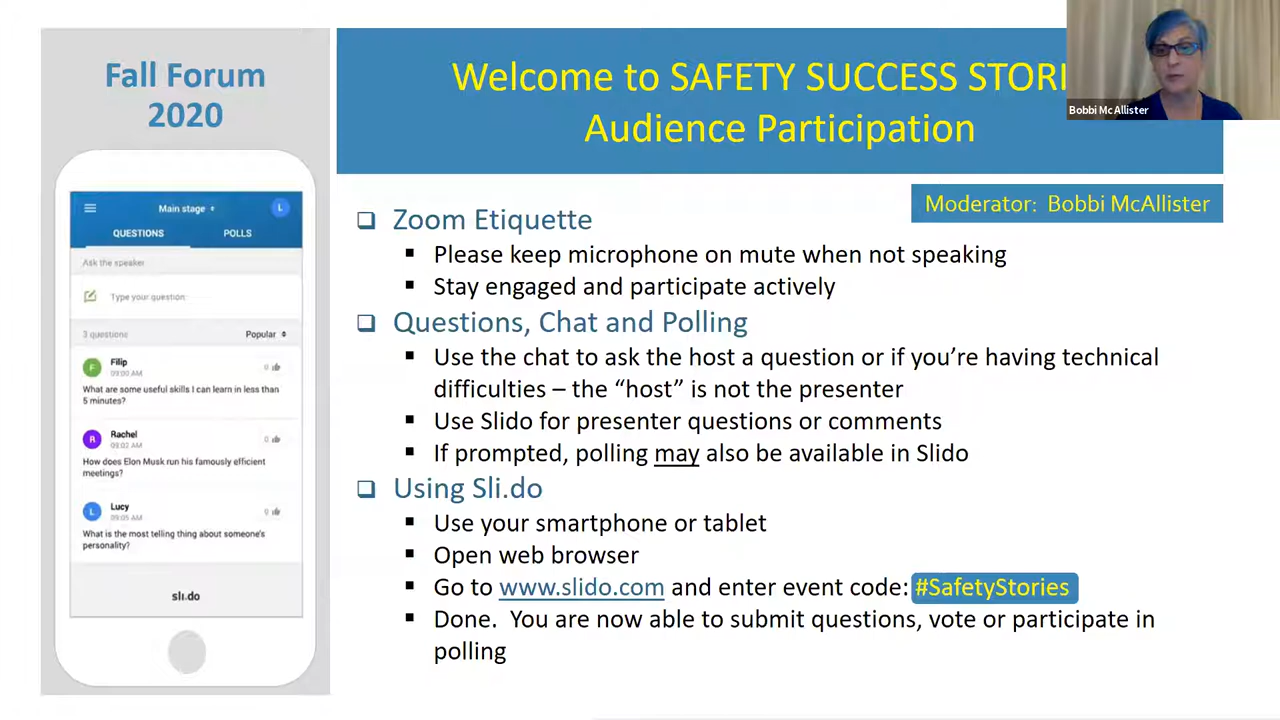 Fall Forum
2020
Welcome to SAFETY SUCCESS STORI
Audience Participation
Bobbi Mc Allister
Moderator: Bobbi McAllister
Main stage
L
QUESTIONS
POLLS
Ask the speaker
Type your question
3 questions
Popular
F
Filip
09:00 AM
0
What are some useful skills I can learn in less than
5 minutes?
R
Rachel
09:02 AM
0
How does Elon Musk run his famously efficient
meetings?
L
Lucy
09:05 AM
0
What is the most telling thing about someone's
personality?
sli.do
Zoom Etiquette
Please keep microphone on mute when not speaking
Stay engaged and participate actively
Questions, Chat and Polling
Use the chat to ask the host a question or if you’re having technical
difficulties – the “host” is not the presenter
Use Slido for presenter questions or comments
If prompted, polling may also be available in Slido
Using Sli.do
Use your smartphone or tablet
Open web browser
Go to www.slido.com and enter event code: #SafetyStories
Done. You are now able to submit questions, vote or participate in
polling